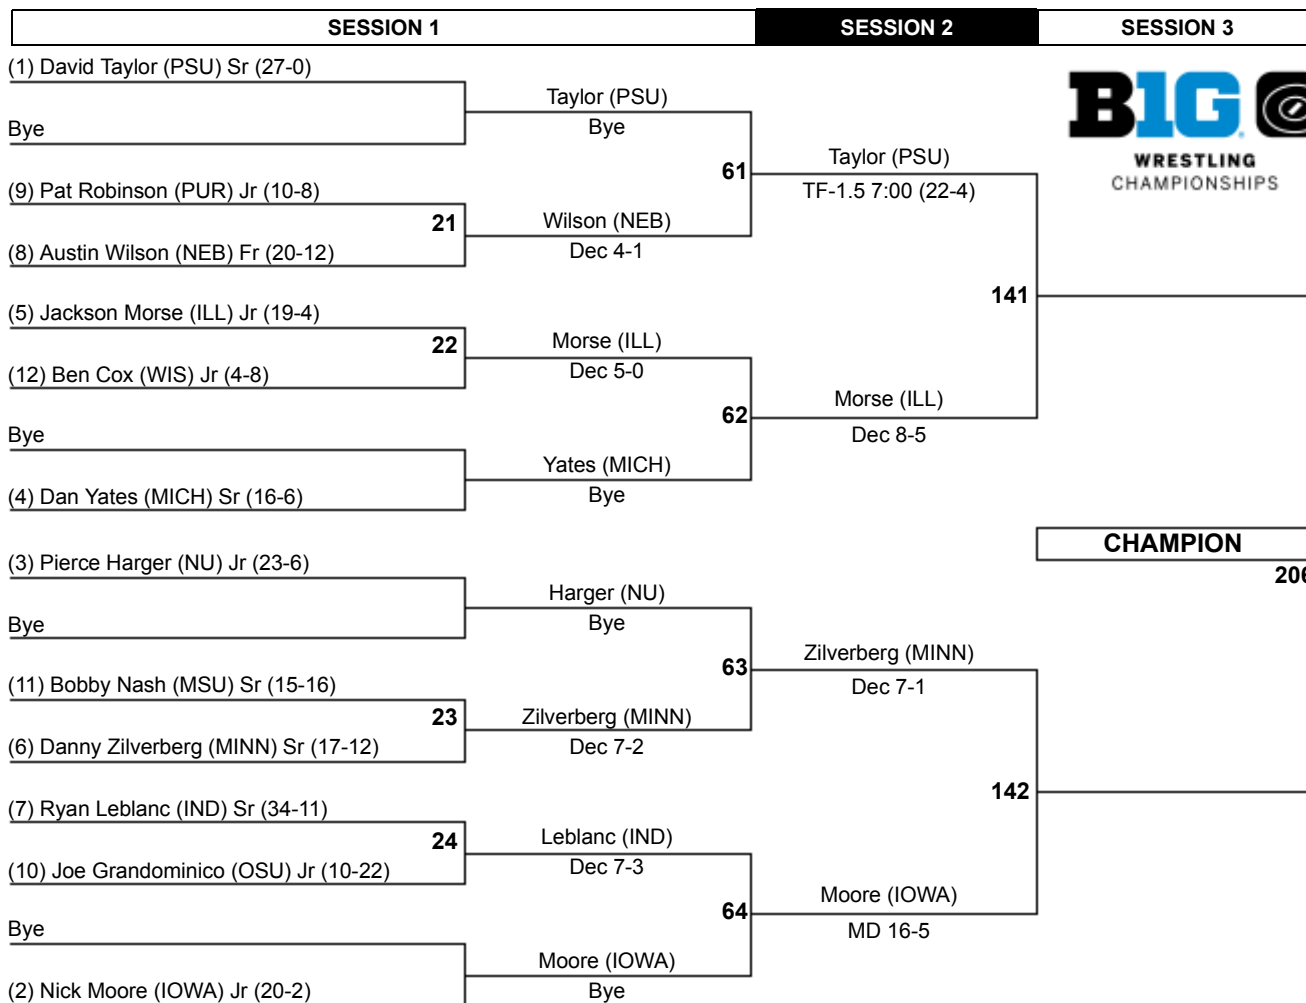 SESSION 1
SESSION 2
SESSION 3
(1) David Taylor (PSU) Sr (27-0)
Bye
(9) Pat Robinson (PUR) Jr (10-8)
(8) Austin Wilson (NEB) Fr (20-12)
(5) Jackson Morse (ILL) Jr (19-4)
(12) Ben Cox (WIS) Jr (4-8)
Bye
(4) Dan Yates (MICH) Sr (16-6)
(3) Pierce Harger (NU) Jr (23-6)
Bye
(11) Bobby Nash (MSU) Sr (15-16)
(6) Danny Zilverberg (MINN) Sr (17-12)
(7) Ryan Leblanc (IND) Sr (34-11)
(10) Joe Grandominico (OSU) Jr (10-22)
Bye
(2) Nick Moore (IOWA) Jr (20-2)
21
22
23
24
Taylor (PSU)
Bye
Wilson (NEB)
Dec 4-1
Morse (ILL)
Dec 5-0
Yates (MICH)
Bye
Harger (NU)
Bye
Zilverberg (MINN)
Dec 7-2
Leblanc (IND)
Dec 7-3
Moore (IOWA)
Bye
61
62
63
64
Taylor (PSU)
TF-1.5 7:00 (22-4)
Morse (ILL)
Dec 8-5
Zilverberg (MINN)
Dec 7-1
Moore (IOWA)
MD 16-5
141
142
B1G
WRESTLING
CHAMPIONSHIPS
CHAMPION
206